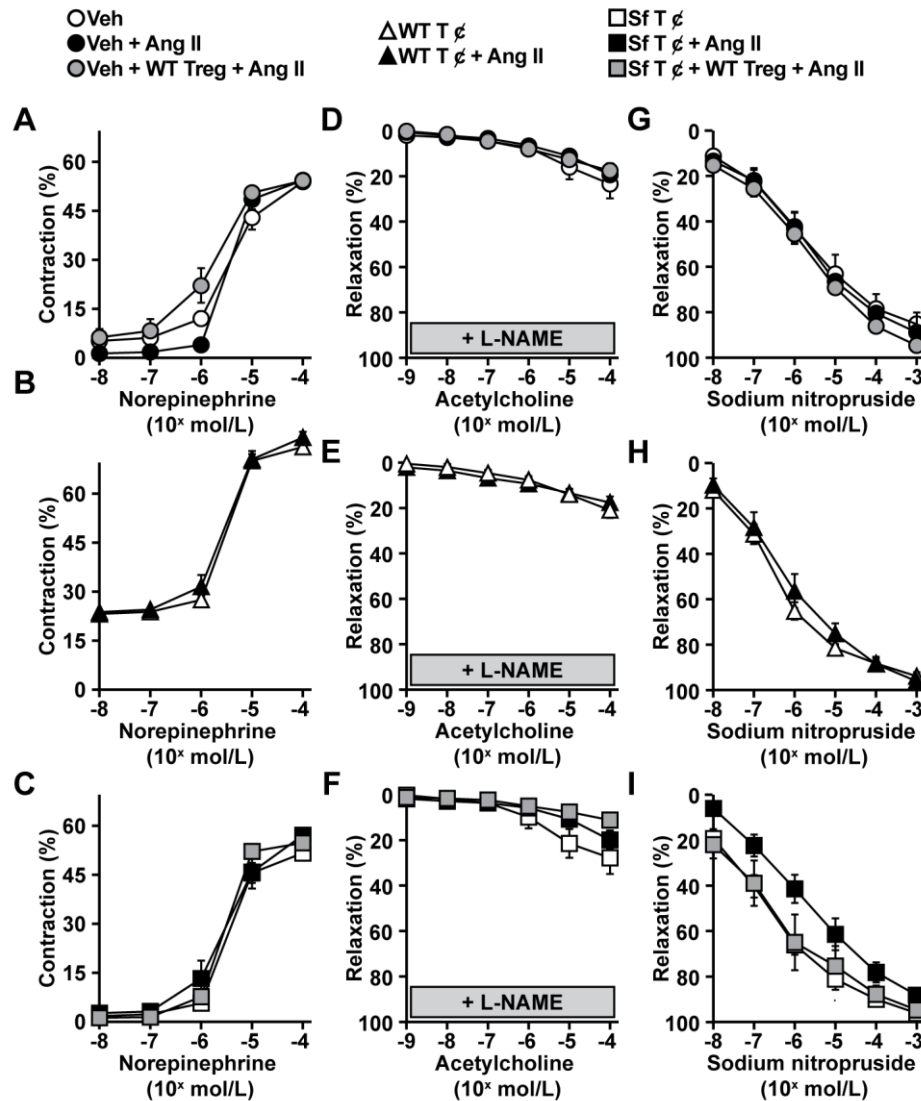 Veh
Veh + Ang II
Veh + WT Treg + Ang II
WT T ȼ
WT T ȼ + Ang II
Sf T ȼ
Sf T ȼ + Ang II
Sf T ȼ + WT Treg + Ang II
A
Contraction (%)
60
45
30
15
0
-8 -7 -6 -5 -4
Norepinephrine
(10ˣ mol/L)
D
Relaxation (%)
0
20
40
60
80
100
+ L-NAME
-9 -8 -7 -6 -5 -4
Acetylcholine
(10ˣ mol/L)
G
Relaxation (%)
0
20
40
60
80
100
-8 -7 -6 -5 -4 -3
Sodium nitropruside
(10ˣ mol/L)
B
Contraction (%)
60
45
30
15
0
-8 -7 -6 -5 -4
Norepinephrine
(10ˣ mol/L)
E
Relaxation (%)
0
20
40
60
80
100
+ L-NAME
-9 -8 -7 -6 -5 -4
Acetylcholine
(10ˣ mol/L)
H
Relaxation (%)
0
20
40
60
80
100
-8 -7 -6 -5 -4 -3
Sodium nitropruside
(10ˣ mol/L)
C
Contraction (%)
60
45
30
15
0
-8 -7 -6 -5 -4
Norepinephrine
(10ˣ mol/L)
F
Relaxation (%)
0
20
40
60
80
100
+ L-NAME
-9 -8 -7 -6 -5 -4
Acetylcholine
(10ˣ mol/L)
I
Relaxation (%)
0
20
40
60
80
100
-8 -7 -6 -5 -4 -3
Sodium nitropruside
(10ˣ mol/L)